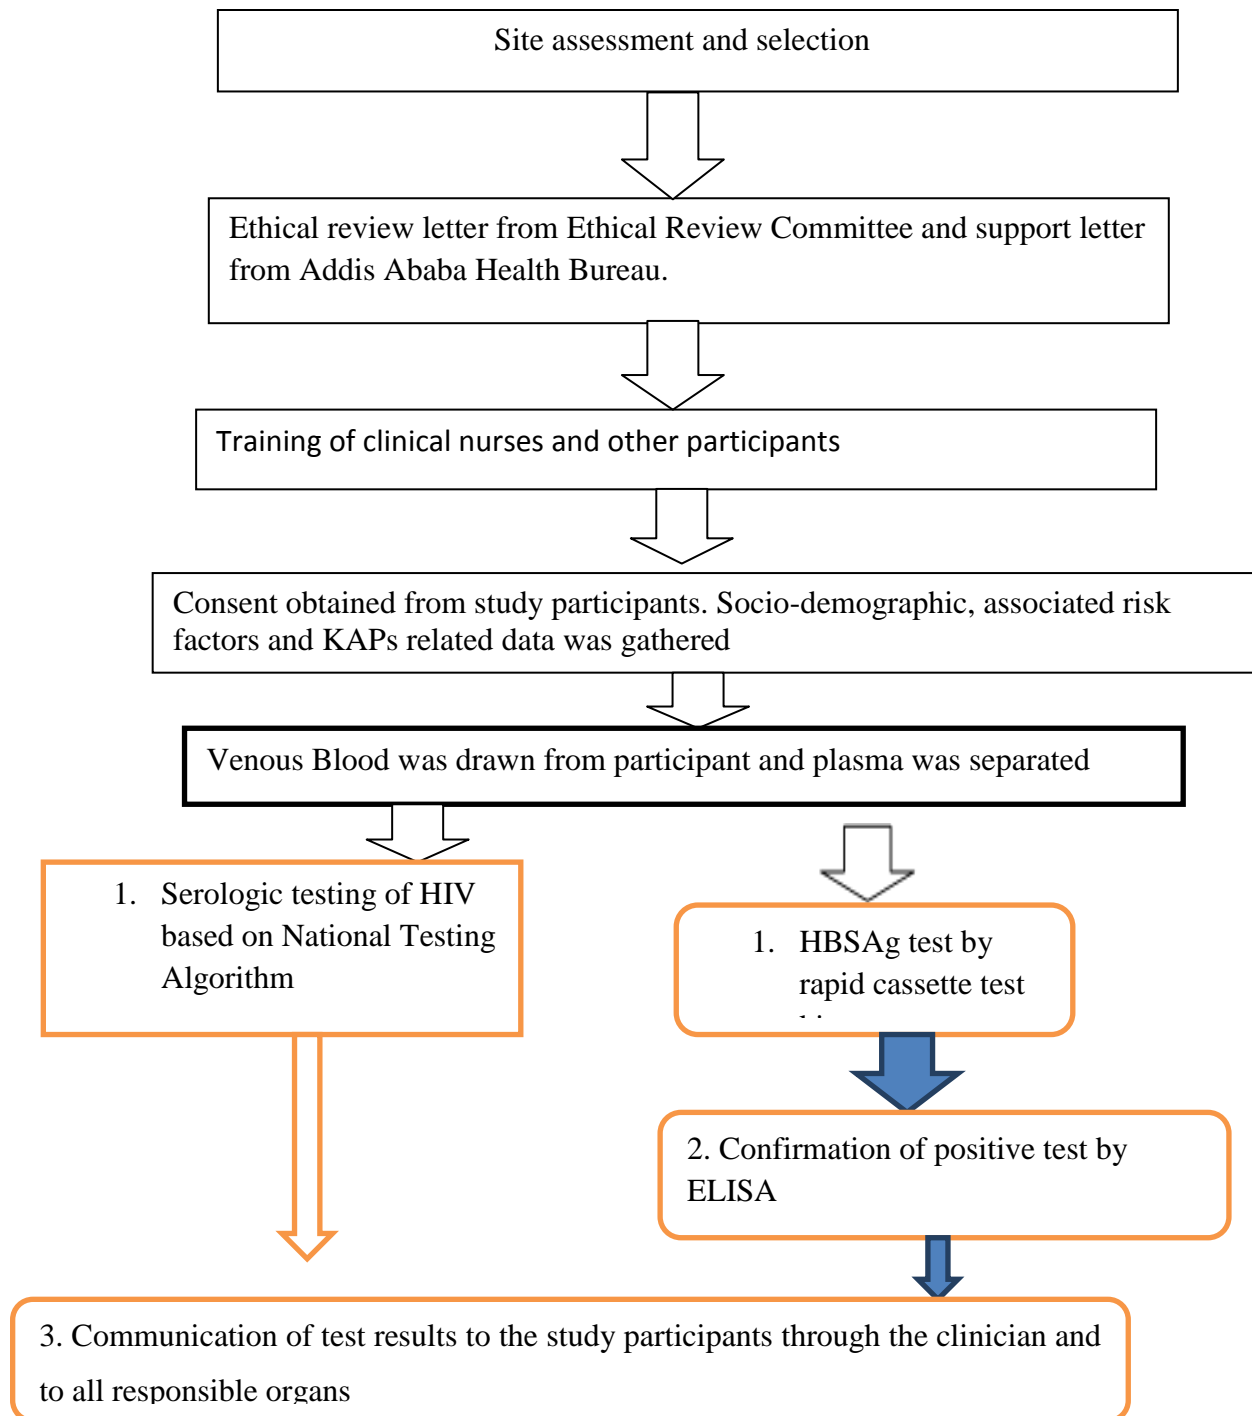 Site assessment and selection
Ethical review letter from Ethical Review Committee and support letter
from Addis Ababa Health Bureau.
Training of clinical nurses and other participants
Consent obtained from study participants. Socio-demographic, associated risk
factors and KAPs related data was gathered
Venous Blood was drawn from participant and plasma was separated
1. Serologic testing of HIV
based on National Testing
Algorithm
1. HBSAg test by
rapid cassette test
2. Confirmation of positive test by
ELISA
3. Communication of test results to the study participants through the clinician and
to all responsible organs